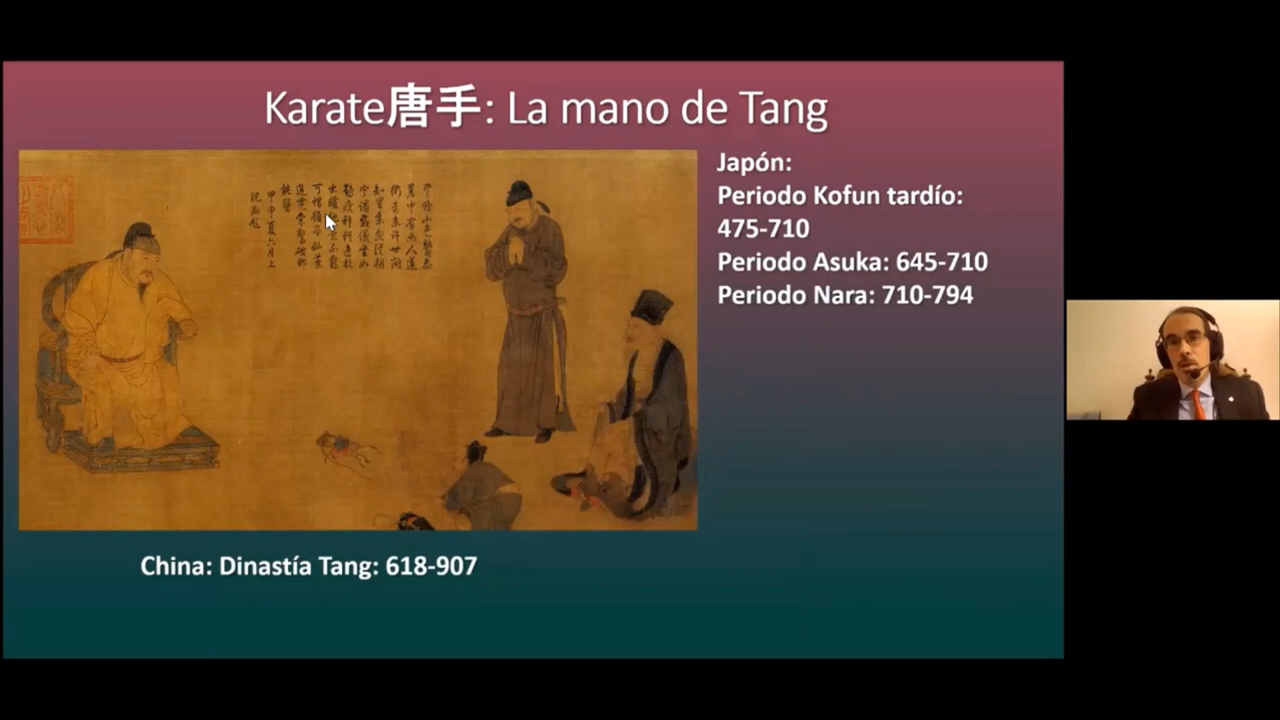 Karate唐手: La mano de Tang
Japón:
Periodo Kofun tardío:
475-710
Periodo Asuka: 645-710
Periodo Nara: 710-794
China: Dinastía Tang: 618-907